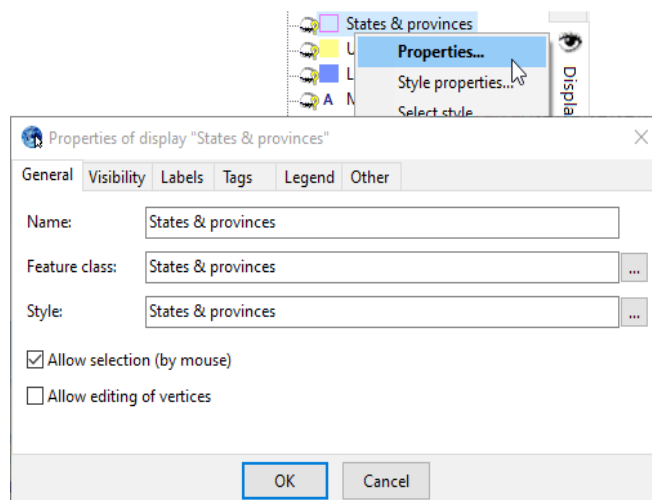 States & provinces
U
Properties...
L
Style properties...
A N
Select style
Displa
Properties of display "States & provinces"
General Visibility Labels Tags Legend Other
Name: States & provinces
Feature class: States & provinces ...
Style: States & provinces ...
Allow selection (by mouse)
Allow editing of vertices
OK Cancel